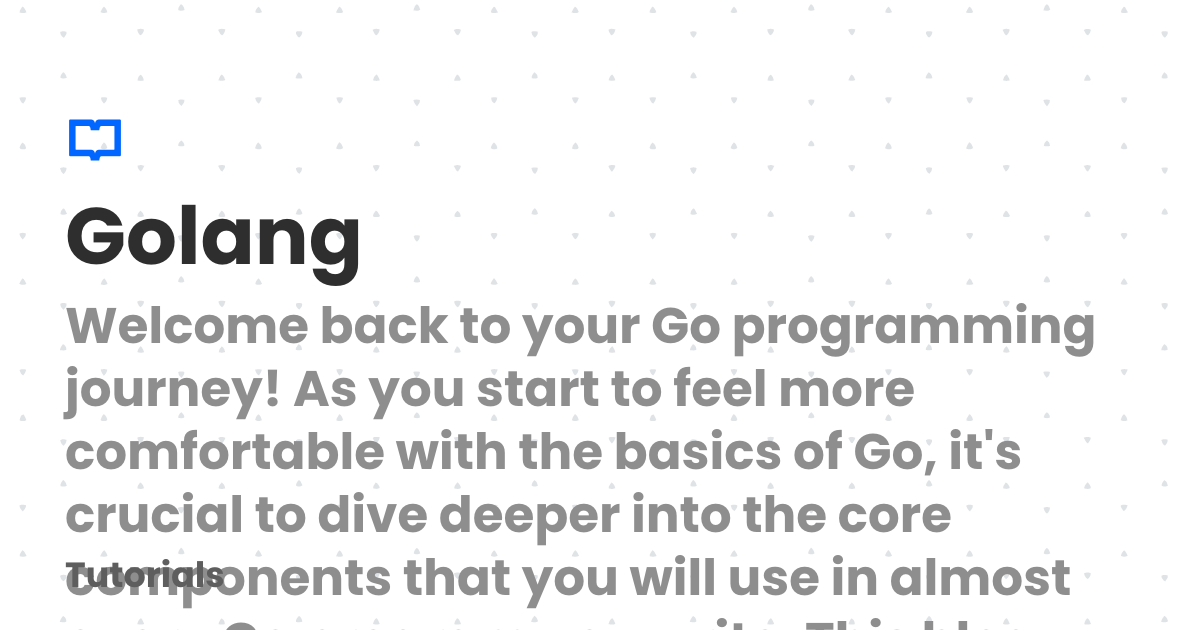 Golang
Welcome back to your Go programming
journey! As you start to feel more
comfortable with the basics of Go, it's
crucial to dive deeper into the core
components that you will use in almost
Tutorials